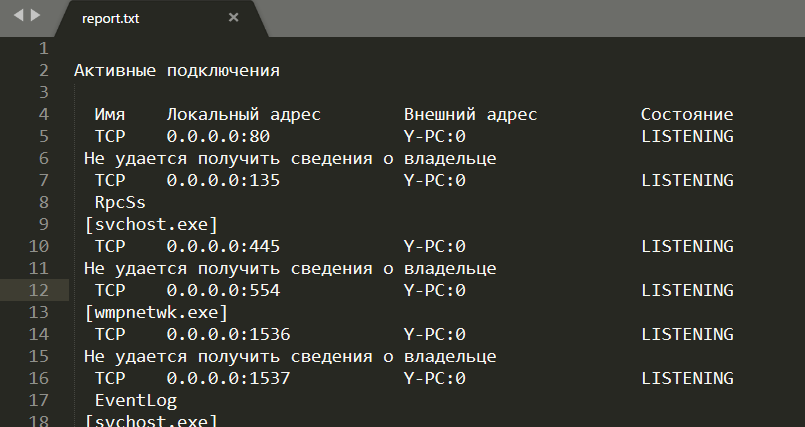 report.txt ×
1
2 Активные подключения
3
4 Имя Локальный адрес Внешний адрес Состояние
5 TCP 0.0.0.0:80 Y-PC:0 LISTENING
6 Не удается получить сведения о владельце
7 TCP 0.0.0.0:135 Y-PC:0 LISTENING
8 RpcSs
9 [svchost.exe]
10 TCP 0.0.0.0:445 Y-PC:0 LISTENING
11 Не удается получить сведения о владельце
12 TCP 0.0.0.0:554 Y-PC:0 LISTENING
13 [wmpnetwk.exe]
14 TCP 0.0.0.0:1536 Y-PC:0 LISTENING
15 Не удается получить сведения о владельце
16 TCP 0.0.0.0:1537 Y-PC:0 LISTENING
17 EventLog
18 [svchost.exe]